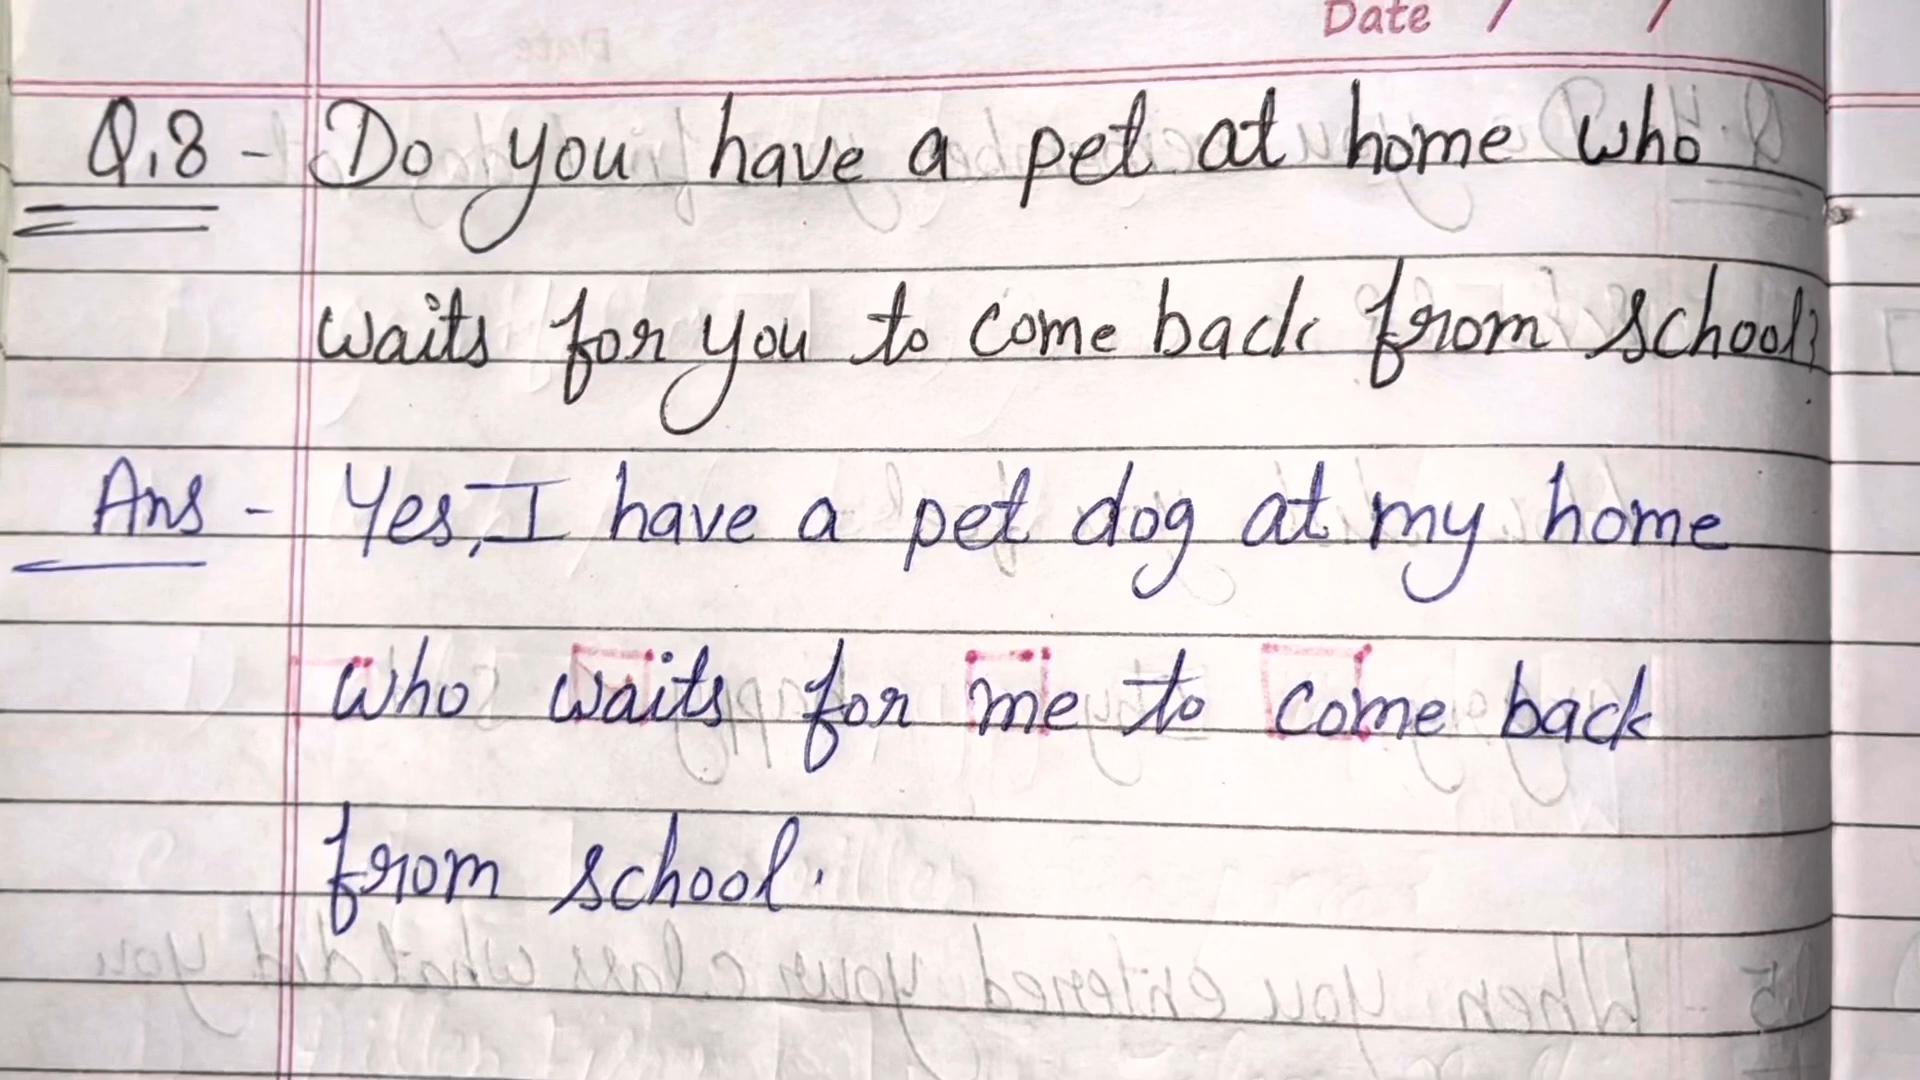 Date / /
Q.8 - Do you have a pet at home who
waits for you to come back from school?
Ans - Yes, I have a pet dog at my home
who waits for me to come back
from school.